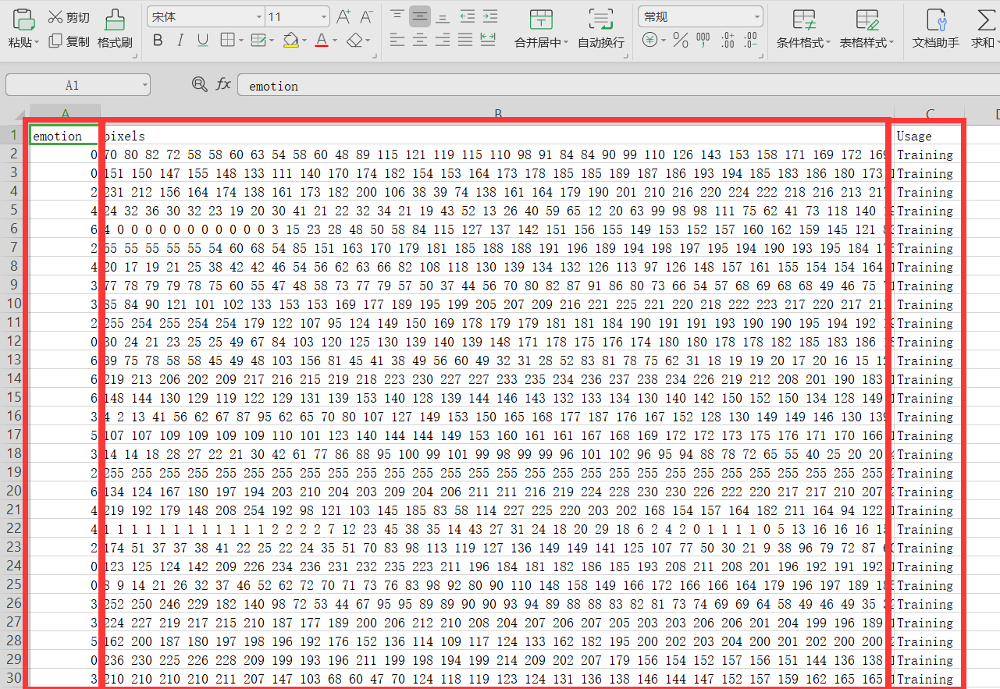 剪切 宋体 11 A+ A- 常规
粘贴 复制 格式刷 B I U A 合并居中 自动换行 % 000 .0+ .00 .00 .0- 条件格式 表格样式 文档助手 求和
A1 fx emotion
A B C
1 emotion pixels Usage
2 0 70 80 82 72 58 58 60 63 54 58 60 48 89 115 121 119 115 110 98 91 84 84 90 99 110 126 143 153 158 171 169 172 169 Training
3 0 151 150 147 155 148 133 111 140 170 174 182 154 153 164 173 178 185 185 189 187 186 193 194 185 183 186 180 173 Training
4 2 231 212 156 164 174 138 161 173 182 200 106 38 39 74 138 161 164 179 190 201 210 216 220 224 222 218 216 213 217 Training
5 4 24 32 36 30 32 23 19 20 30 41 21 22 32 34 21 19 43 52 13 26 40 59 65 12 20 63 99 98 98 111 75 62 41 73 118 140 Training
6 6 4 0 0 0 0 0 0 0 0 0 0 0 3 15 23 28 48 50 58 84 115 127 137 142 151 156 155 149 153 152 157 160 162 159 145 121 Training
7 2 55 55 55 55 55 54 60 68 54 85 151 163 170 179 181 185 188 188 191 196 189 194 198 197 195 194 190 193 195 184 Training
8 4 20 17 19 21 25 38 42 42 46 54 56 62 63 66 82 108 118 130 139 134 132 126 113 97 126 148 157 161 155 154 154 164 Training
9 3 77 78 79 79 78 75 60 55 47 48 58 73 77 79 57 50 37 44 56 70 80 82 87 91 86 80 73 66 54 57 68 69 68 68 49 46 75 Training
10 3 85 84 90 121 101 102 133 153 153 169 177 189 195 199 205 207 209 216 221 225 221 220 218 222 223 217 220 217 211 Training
11 2 255 254 255 254 254 179 122 107 95 124 149 150 169 178 179 179 181 181 184 190 191 191 193 190 190 195 194 192 Training
12 0 30 24 21 23 25 25 49 67 84 103 120 125 130 139 140 139 148 171 178 175 176 174 180 180 178 178 182 185 183 186 Training
13 6 39 75 78 58 58 45 49 48 103 156 81 45 41 38 49 56 60 49 32 31 28 52 83 81 78 75 62 31 18 19 19 20 17 20 16 15 Training
14 6 219 213 206 202 209 217 216 215 219 218 223 230 227 227 233 235 234 236 237 238 234 226 219 212 208 201 190 183 Training
15 6 148 144 130 129 119 122 129 131 139 153 140 128 139 144 146 143 132 133 134 130 140 142 150 152 150 134 128 149 Training
16 3 4 2 13 41 56 62 67 87 95 62 65 70 80 107 127 149 153 150 165 168 177 187 176 167 152 128 130 149 149 146 130 139 Training
17 5 107 107 109 109 109 109 110 101 123 140 144 144 149 153 160 161 161 167 168 169 172 172 173 175 176 171 170 166 Training
18 3 14 14 18 28 27 22 21 30 42 61 77 86 88 95 100 99 101 99 98 99 99 96 101 102 96 95 94 88 78 72 65 55 40 25 20 20 Training
19 2 255 255 255 255 255 255 255 255 255 255 255 255 255 255 255 255 255 255 255 255 255 255 255 255 255 255 255 255 Training
20 6 134 124 167 180 197 194 203 210 204 203 209 204 206 211 211 216 219 224 228 230 230 226 222 220 217 217 210 207 Training
21 4 219 192 179 148 208 254 192 98 121 103 145 185 83 58 114 227 225 220 203 202 168 154 157 164 182 211 164 94 122 Training
22 4 1 1 1 1 1 1 1 1 1 1 1 1 2 2 2 2 7 12 23 45 38 35 14 43 27 31 24 18 20 29 18 6 2 4 2 0 1 1 1 1 0 5 13 16 16 16 Training
23 2 174 51 37 37 38 41 22 25 22 24 35 51 70 83 98 113 119 127 136 149 149 141 125 107 77 50 30 21 9 38 96 79 72 87 Training
24 0 123 125 124 142 209 226 234 236 231 232 235 223 211 196 184 181 182 186 185 193 208 211 208 201 196 192 191 192 Training
25 0 8 9 14 21 26 32 37 46 52 62 72 70 71 73 76 83 98 92 80 90 110 148 158 149 166 172 166 166 164 179 196 197 189 Training
26 3 252 250 246 229 182 140 98 72 53 44 67 95 95 89 89 90 90 93 94 89 88 88 83 82 81 73 74 69 69 64 58 49 46 49 35 Training
27 3 224 227 219 217 215 210 187 177 189 200 206 212 210 208 204 207 206 207 205 203 203 206 206 201 204 199 196 189 Training
28 5 162 200 187 180 197 198 196 192 176 152 136 114 109 117 124 133 162 182 195 200 202 203 204 200 201 202 200 200 Training
29 0 236 230 225 226 228 209 199 193 196 211 199 198 194 199 214 209 202 207 179 156 154 152 157 156 151 144 136 138 Training
30 3 210 210 210 210 211 207 147 103 68 60 47 70 124 118 119 123 124 131 136 138 146 144 147 152 157 159 162 165 165 Training